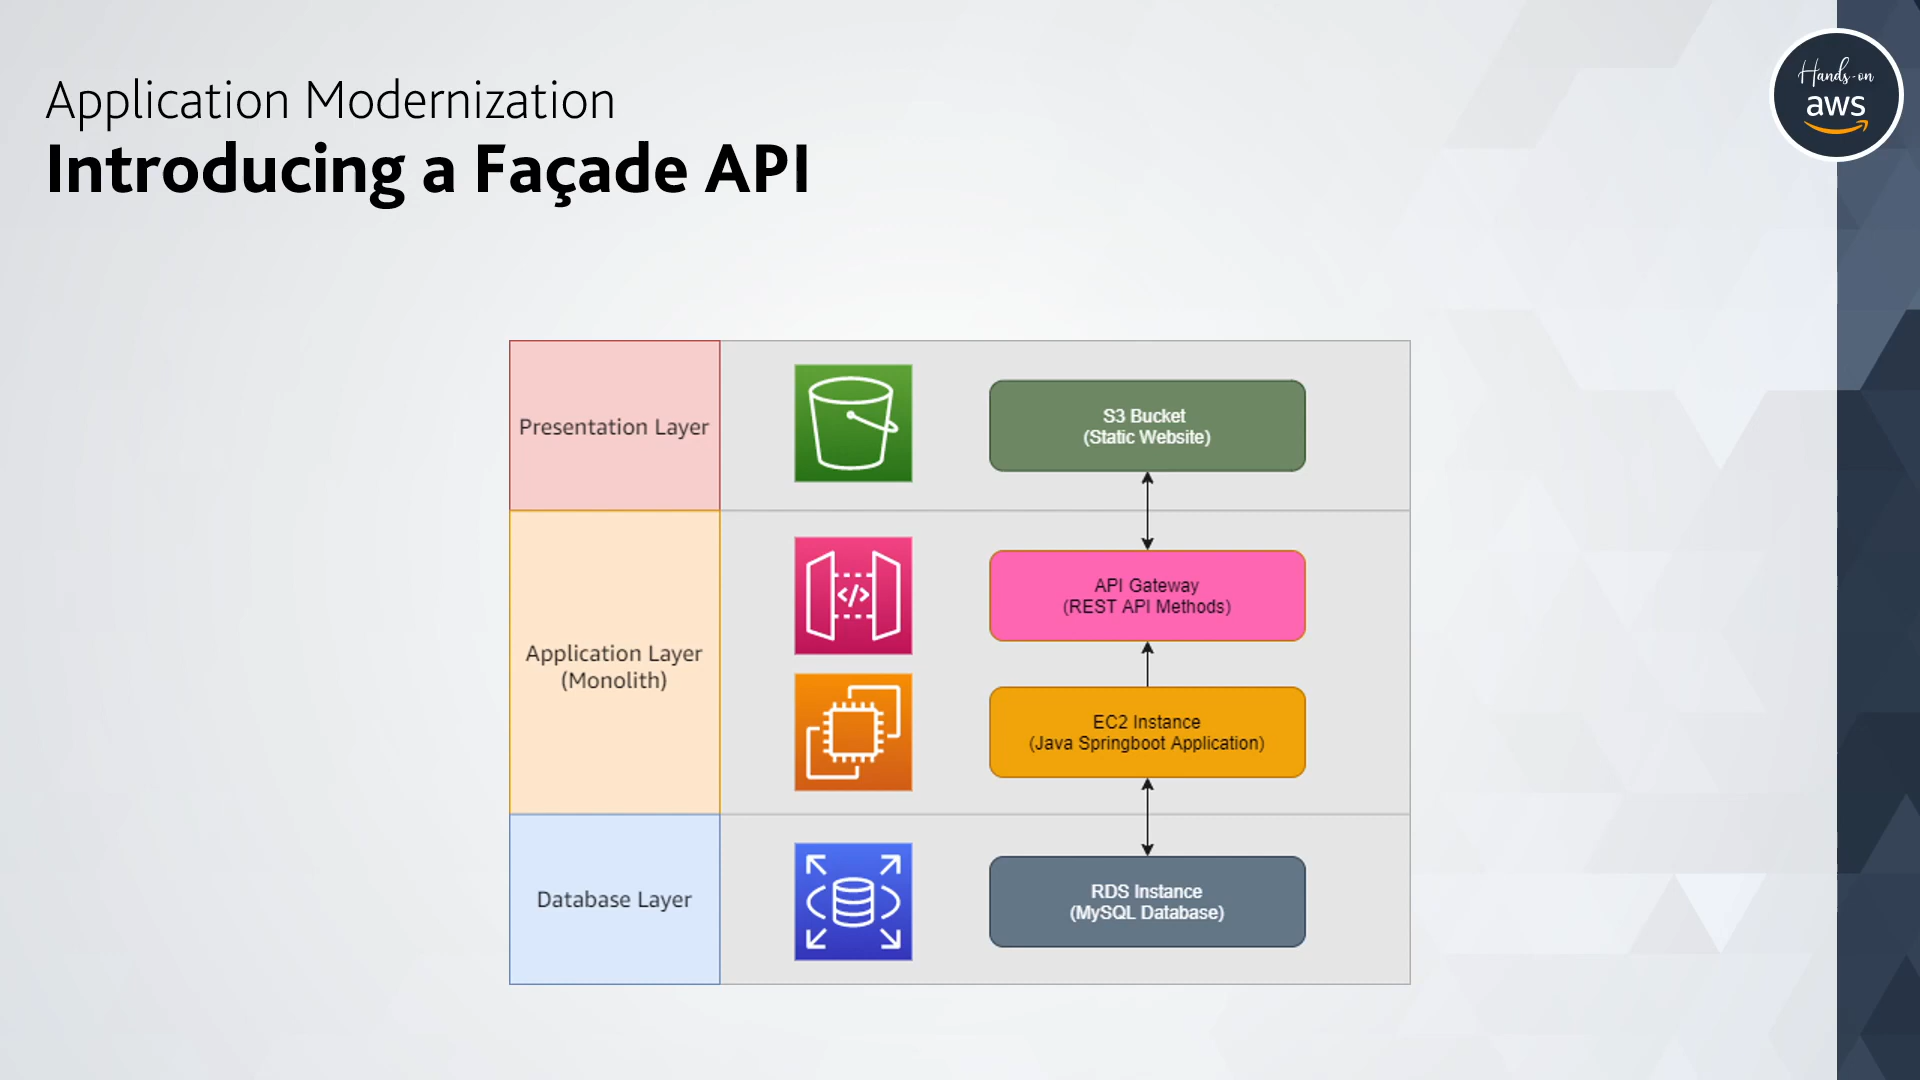 Hands-on
aws
Application Modernization
Introducing a Façade API
Presentation Layer
S3 Bucket
(Static Website)
Application Layer
(Monolith)
</>
API Gateway
(REST API Methods)
EC2 Instance
(Java Springboot Application)
Database Layer
RDS Instance
(MySQL Database)